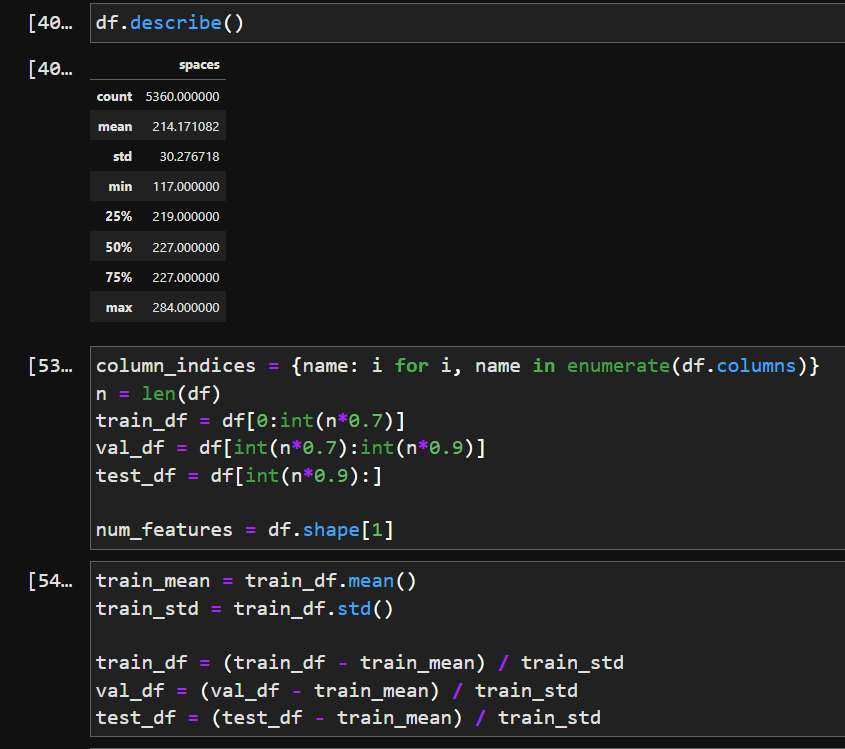 [40…
df.describe()
[40…
spaces
count 5360.000000
mean 214.171082
std 30.276718
min 117.000000
25% 219.000000
50% 227.000000
75% 227.000000
max 284.000000
[53…
column_indices = {name: i for i, name in enumerate(df.columns)}
n = len(df)
train_df = df[0:int(n*0.7)]
val_df = df[int(n*0.7):int(n*0.9)]
test_df = df[int(n*0.9):]
num_features = df.shape[1]
[54…
train_mean = train_df.mean()
train_std = train_df.std()
train_df = (train_df - train_mean) / train_std
val_df = (val_df - train_mean) / train_std
test_df = (test_df - train_mean) / train_std